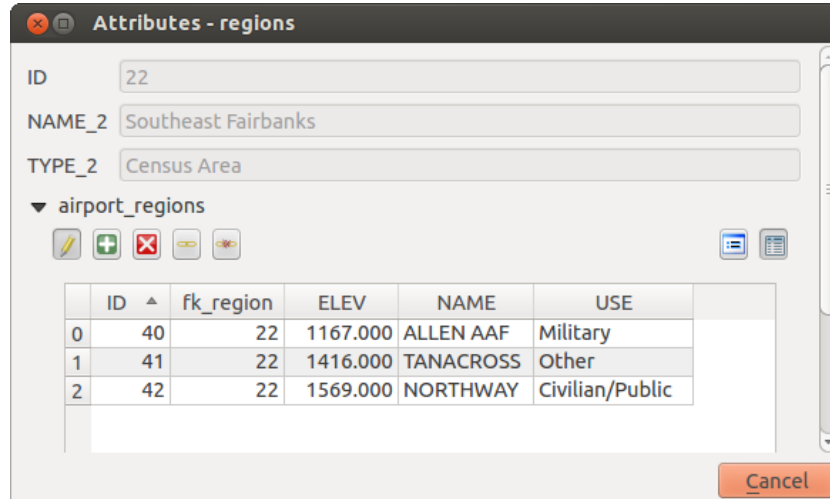 Attributes - regions
ID 22
NAME_2 Southeast Fairbanks
TYPE_2 Census Area
airport_regions
ID fk_region ELEV NAME USE
0 40 22 1167.000 ALLEN AAF Military
1 41 22 1416.000 TANACROSS Other
2 42 22 1569.000 NORTHWAY Civilian/Public
Cancel